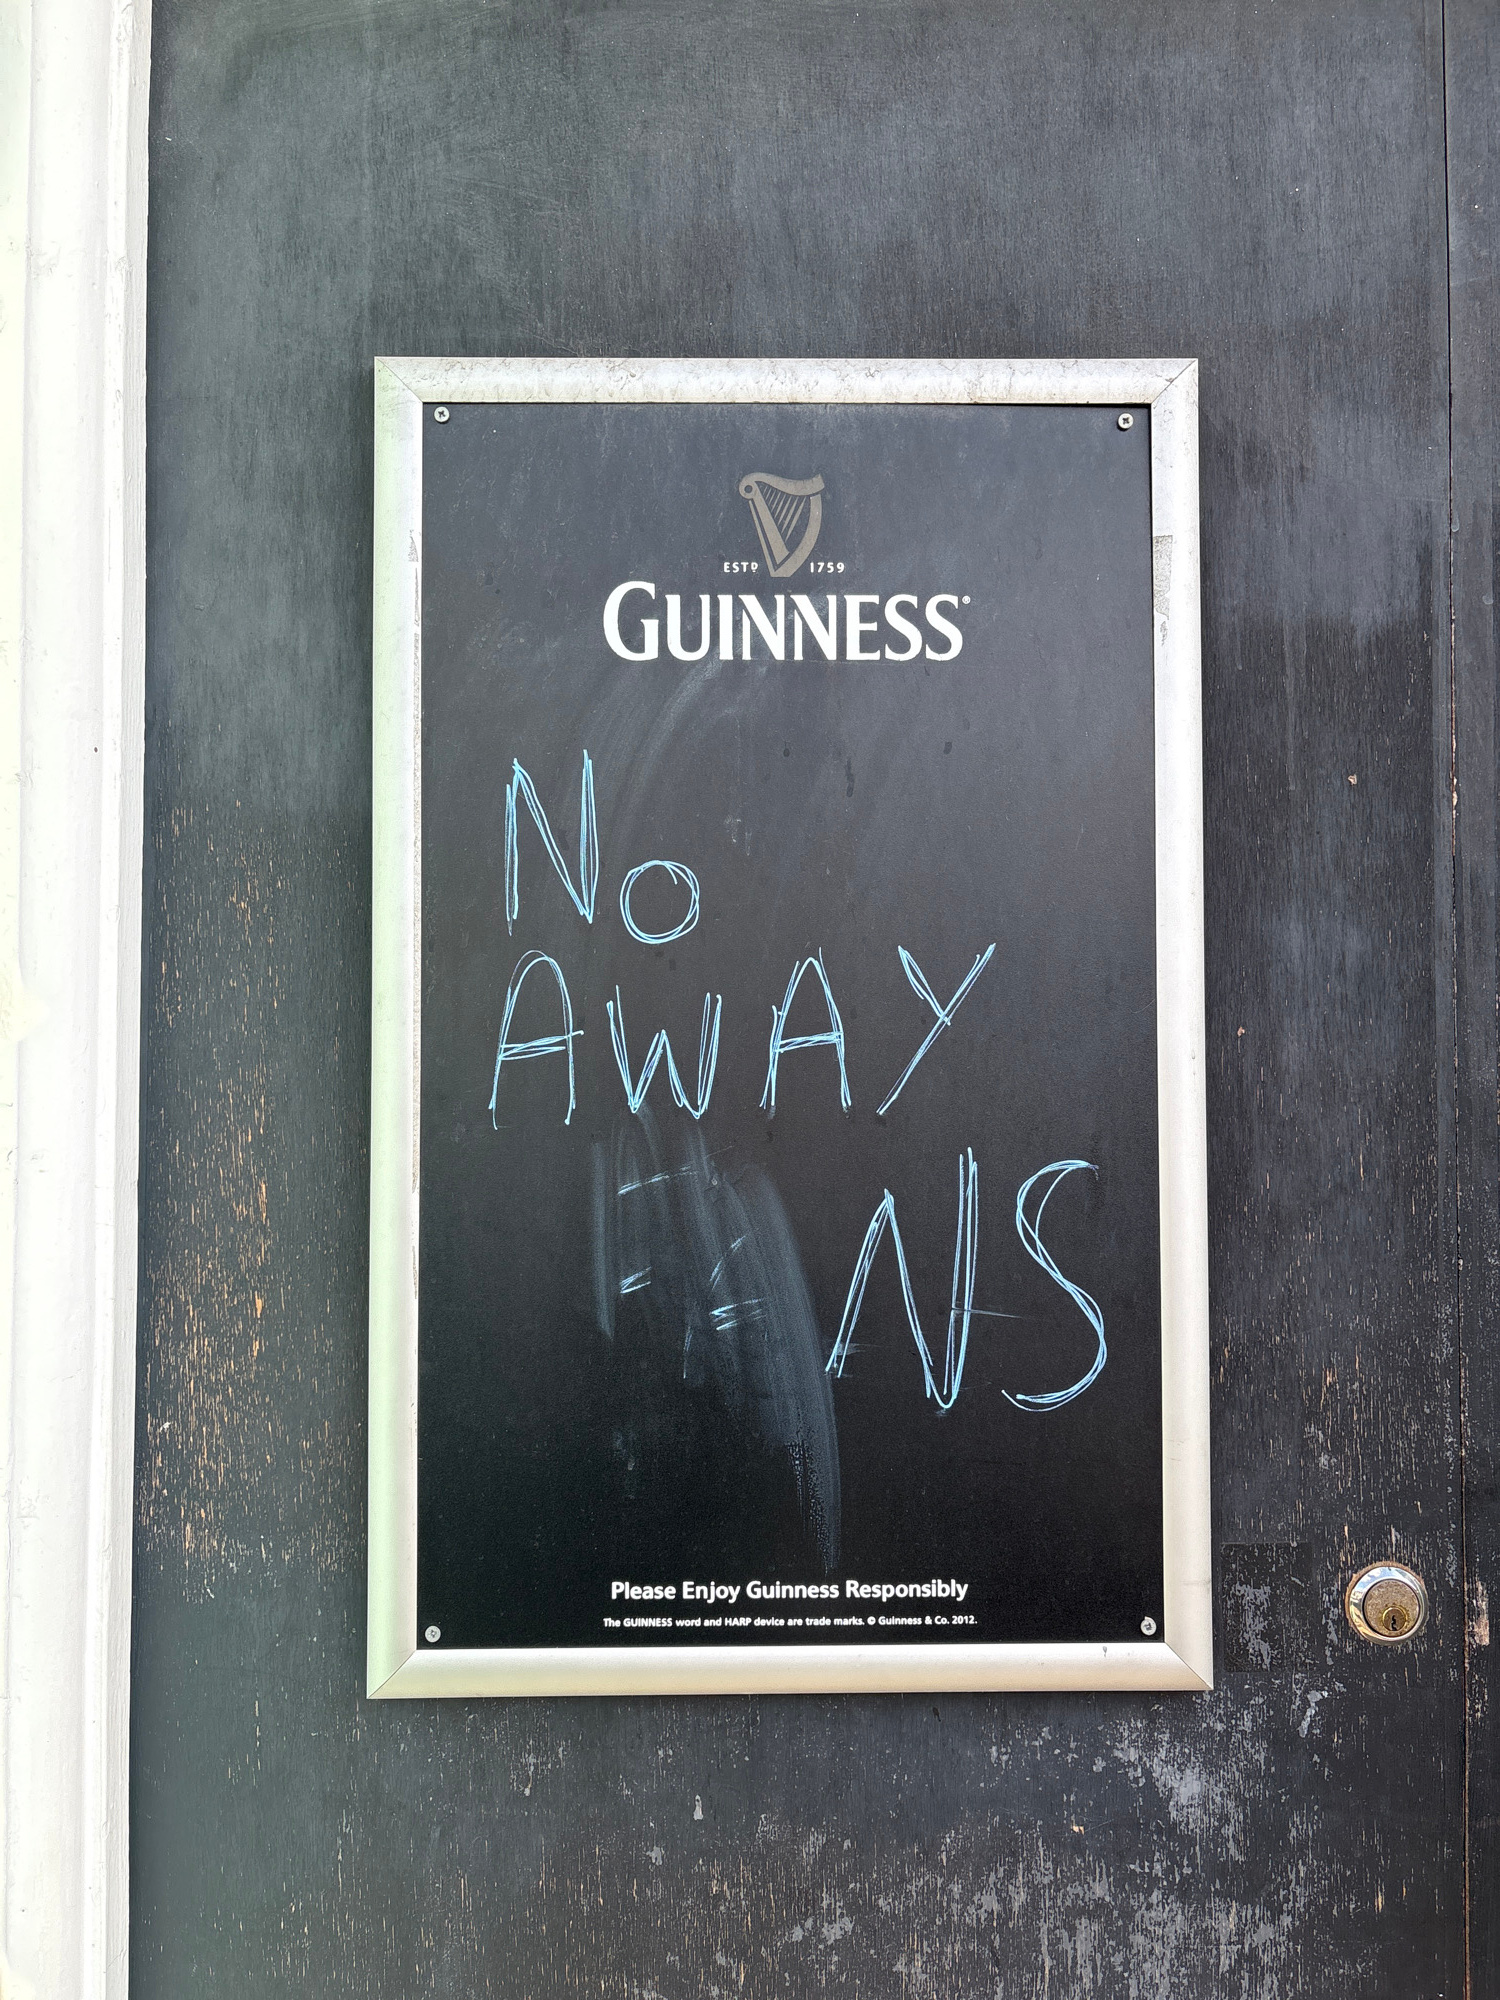 ESTD 1759
GUINNESS®
No
AWAY
FANS
Please Enjoy Guinness Responsibly
The GUINNESS word and HARP device are trade marks. © Guinness & Co. 2012.